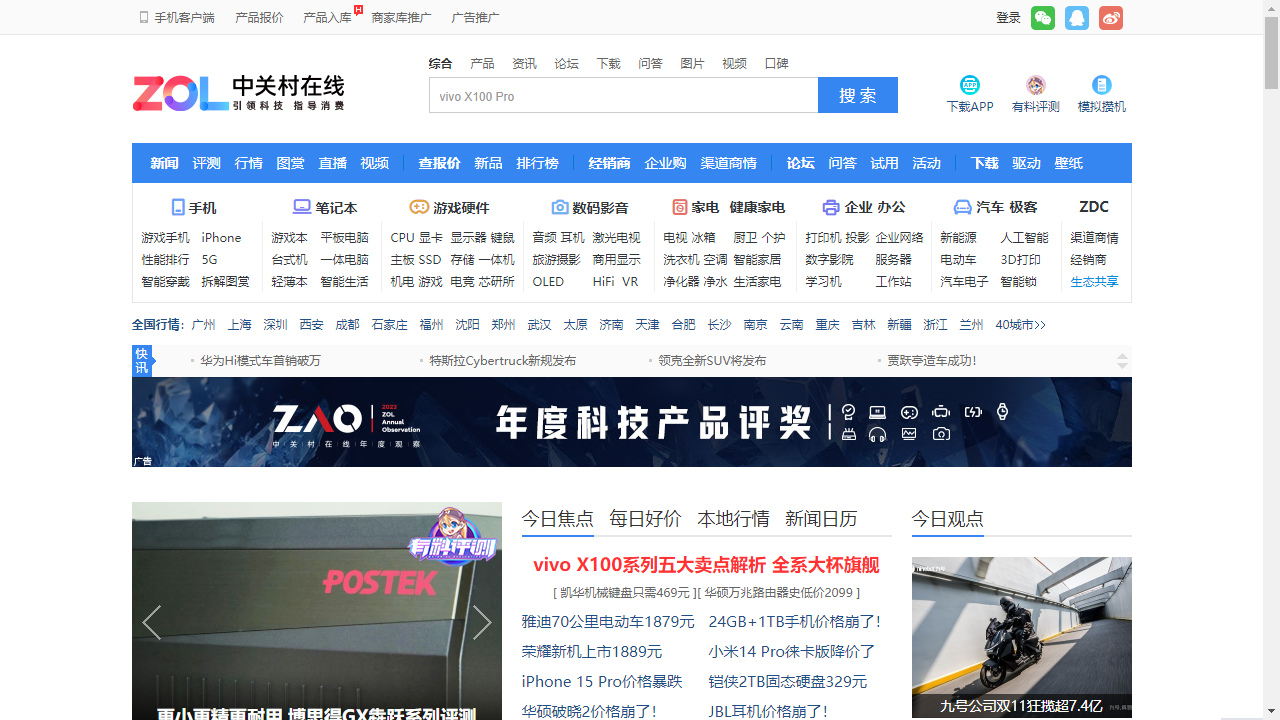 手机客户端 产品报价 产品入库 H 商家库推广 广告推广 登录
综合 产品 资讯 论坛 下载 问答 图片 视频 口碑
ZOL 中关村在线
引领科技 指导消费
vivo X100 Pro 搜 索
APP
下载APP 有料评测 模拟攒机
新闻 评测 行情 图赏 直播 视频 查报价 新品 排行榜 经销商 企业购 渠道商情 论坛 问答 试用 活动 下载 驱动 壁纸
手机 笔记本 游戏硬件 数码影音 家电 健康家电 企业 办公 汽车 极客 ZDC
游戏手机 iPhone 游戏本 平板电脑 CPU 显卡 显示器 键鼠 音频 耳机 激光电视 电视 冰箱 厨卫 个护 打印机 投影 企业网络 新能源 人工智能 渠道商情
性能排行 5G 台式机 一体电脑 主板 SSD 存储 一体机 旅游摄影 商用显示 洗衣机 空调 智能家居 数字影院 服务器 电动车 3D打印 经销商
智能穿戴 拆解图赏 轻薄本 智能生活 机电 游戏 电竞 芯研所 OLED HiFi VR 净化器 净水 生活家电 学习机 工作站 汽车电子 智能锁 生态共享
全国行情: 广州 上海 深圳 西安 成都 石家庄 福州 沈阳 郑州 武汉 太原 济南 天津 合肥 长沙 南京 云南 重庆 吉林 新疆 浙江 兰州 40城市>>
快讯 华为Hi模式车首销破万 特斯拉Cybertruck新规发布 领克全新SUV将发布 贾跃亭造车成功!
ZAO 2023 ZOL Annual Observation
中关村在线年度观察
年度科技产品评奖
广告
有料评测
POSTEK
更小更稳更耐用 博思得GX犇跃系列评测
今日焦点 每日好价 本地行情 新闻日历
vivo X100系列五大卖点解析 全系大杯旗舰
[ 凯华机械键盘只需469元 ][ 华硕万兆路由器史低价2099 ]
雅迪70公里电动车1879元 24GB+1TB手机价格崩了!
荣耀新机上市1889元 小米14 Pro徕卡版降价了
iPhone 15 Pro价格暴跌 铠侠2TB固态硬盘329元
华硕破晓2价格崩了! JBL耳机价格崩了!
今日观点
九号公司双11狂揽超7.4亿